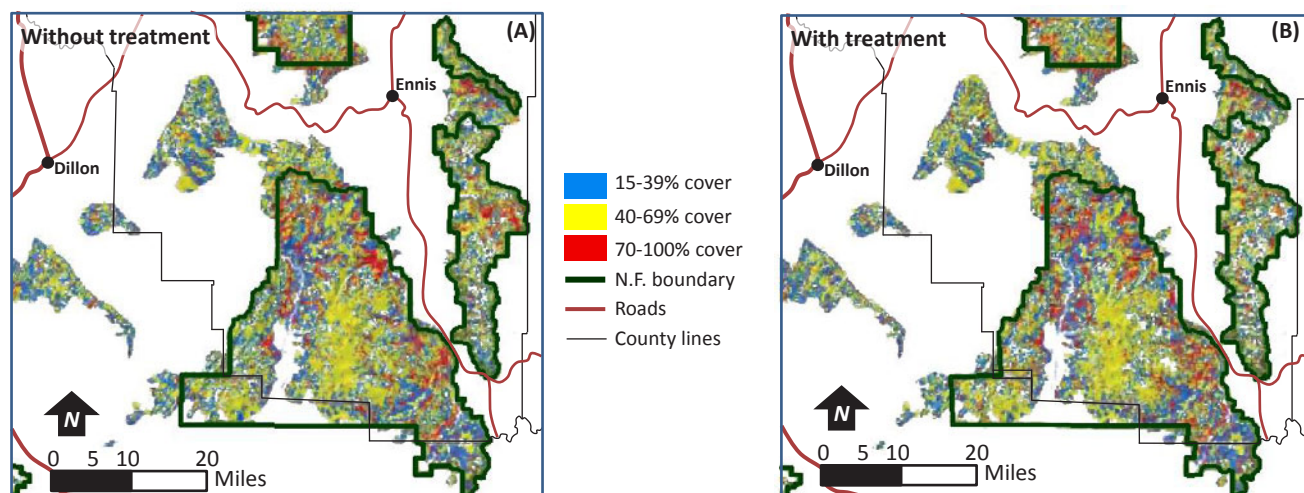 Without treatment
(A)
Ennis
Dillon
N
0 5 10 20
Miles
15-39% cover
40-69% cover
70-100% cover
N.F. boundary
Roads
County lines
With treatment
(B)
Ennis
Dillon
N
0 5 10 20
Miles